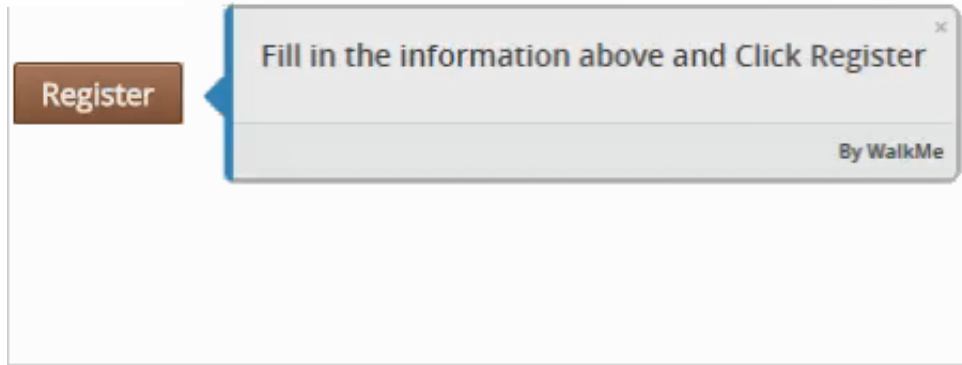 Fill in the information above and Click Register
Register
By WalkMe